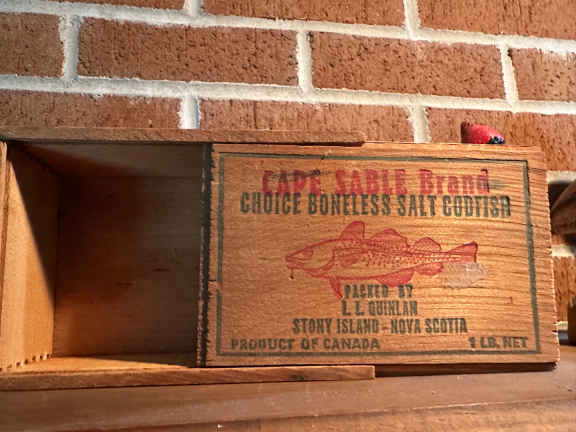 CAPE SABLE Brand
CHOICE BONELESS SALT CODFISH
PACKED BY
L. L. QUINLAN
STONY ISLAND - NOVA SCOTIA
PRODUCT OF CANADA 1 LB. NET